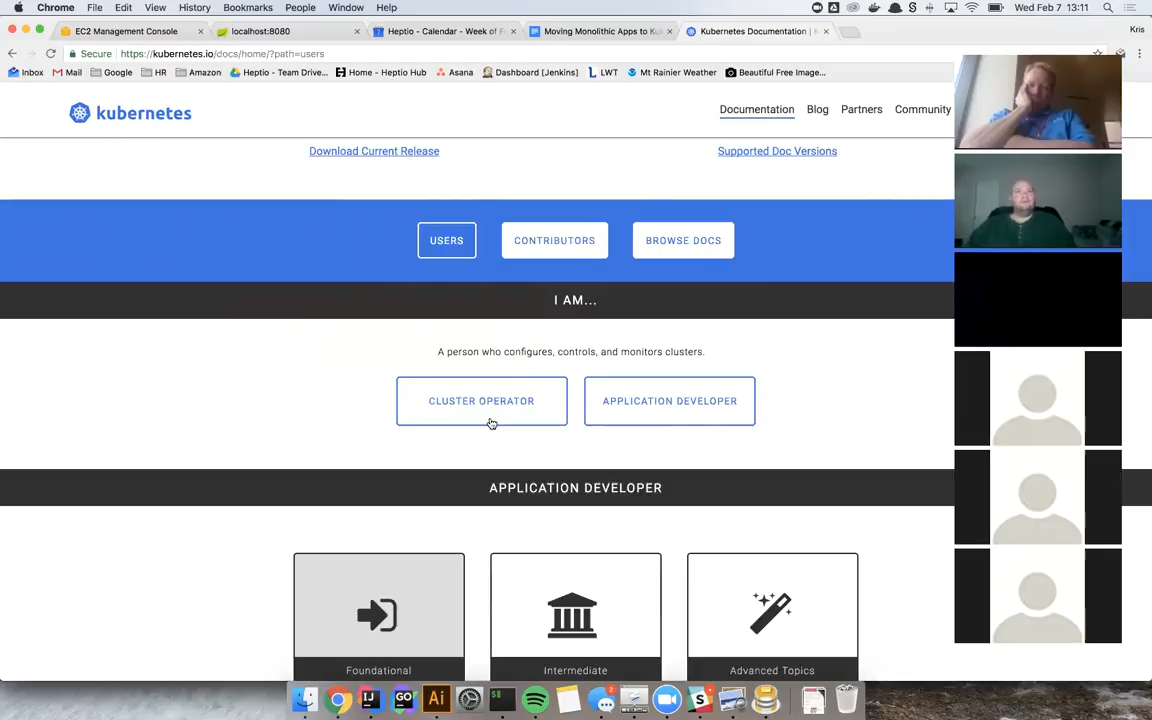 Chrome File Edit View History Bookmarks People Window Help Wed Feb 7 13:11
EC2 Management Console localhost:8080 Heptio - Calendar - Week of F Moving Monolithic Apps to Kub Kubernetes Documentation | K Kris
Secure https://kubernetes.io/docs/home/?path=users
Inbox Mail Google HR Amazon Heptio - Team Drive... Home - Heptio Hub Asana Dashboard [Jenkins] LWT Mt Rainier Weather Beautiful Free Image...
kubernetes Documentation Blog Partners Community
Download Current Release Supported Doc Versions
USERS CONTRIBUTORS BROWSE DOCS
I AM...
A person who configures, controls, and monitors clusters.
CLUSTER OPERATOR APPLICATION DEVELOPER
APPLICATION DEVELOPER
Foundational Intermediate Advanced Topics